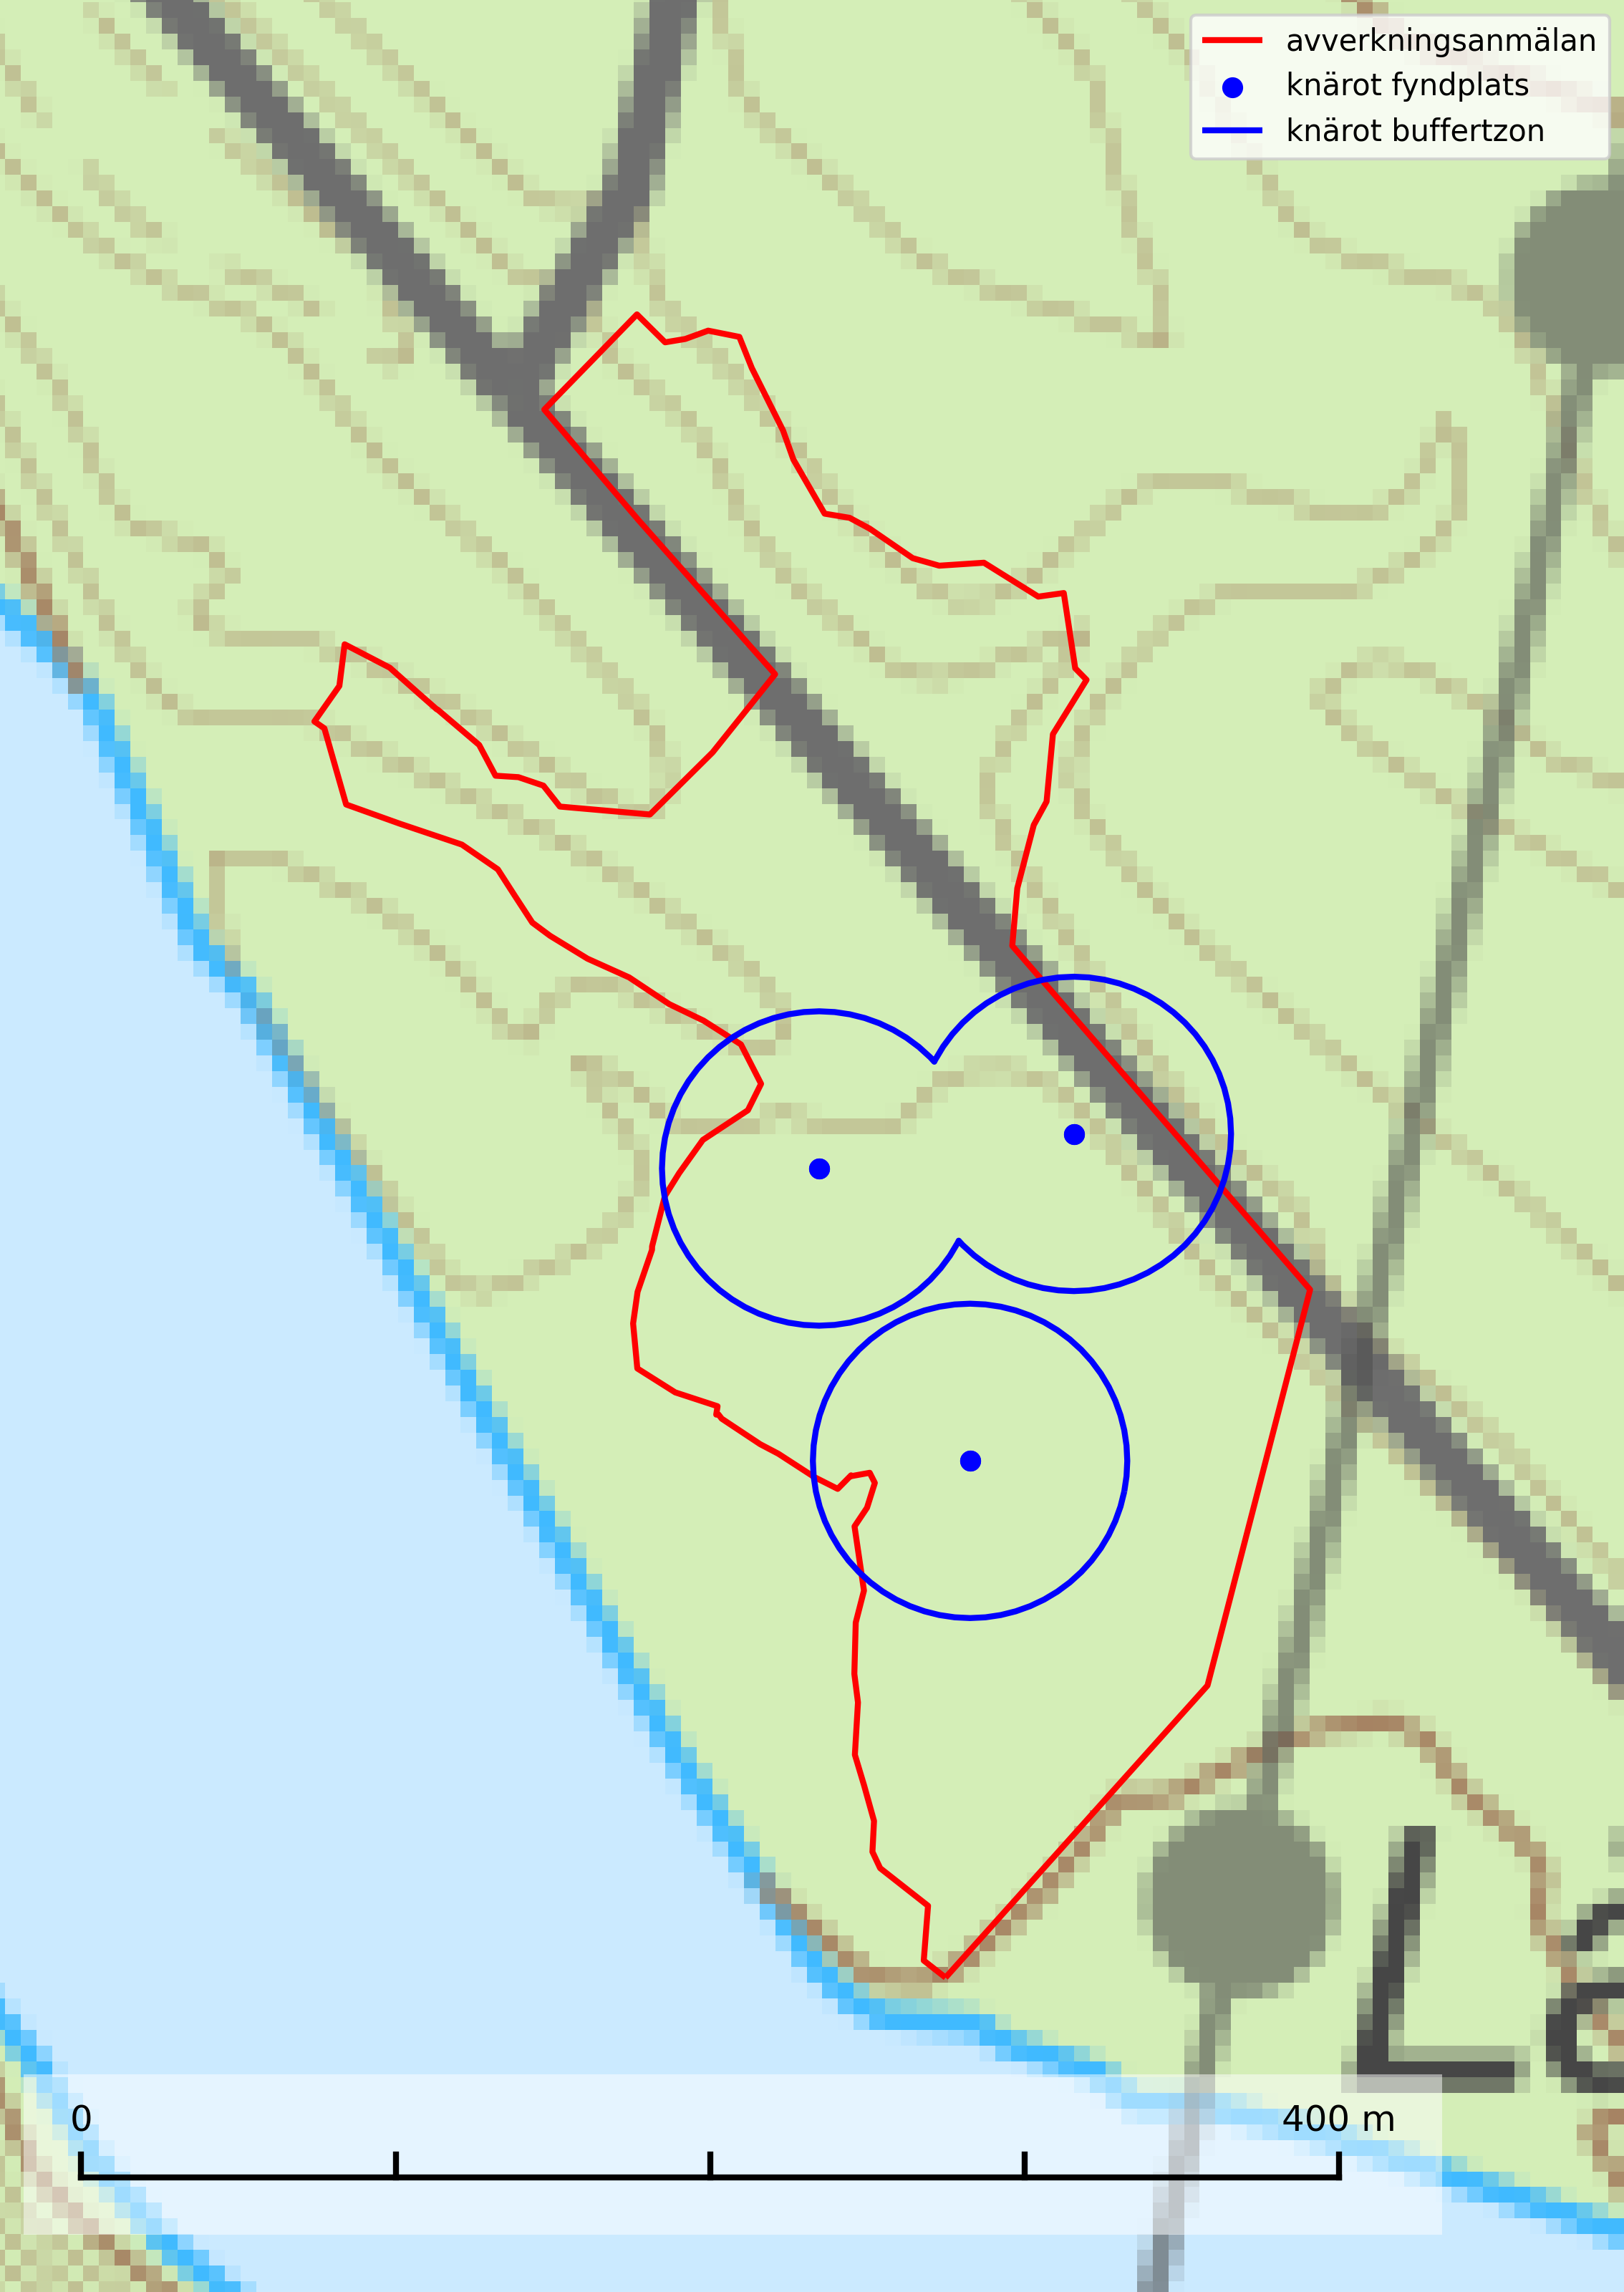 avverkningsanmälan
knärot fyndplats
knärot buffertzon
0
400 m